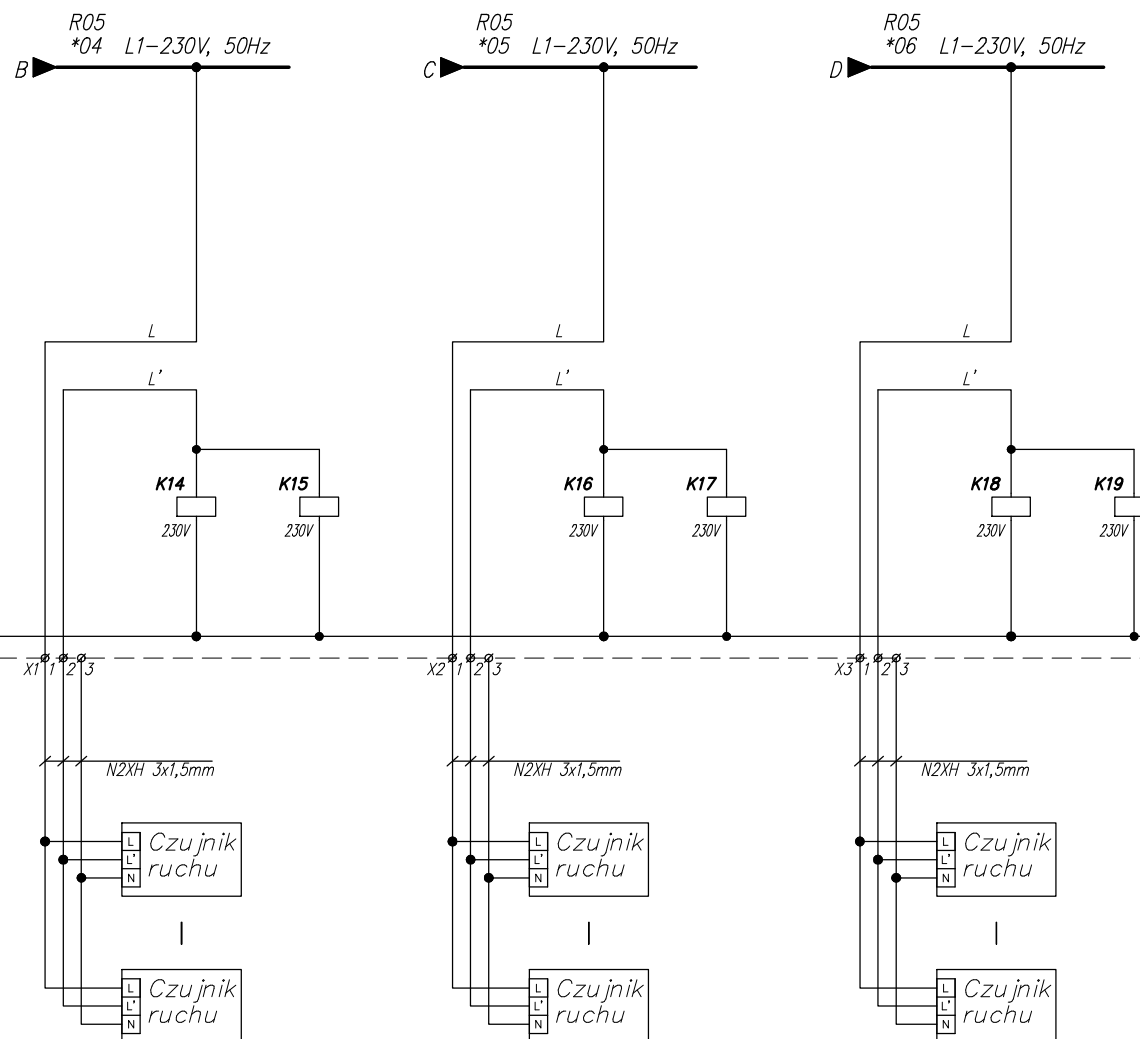 R05
*04 L1-230V, 50Hz
B
R05
*05 L1-230V, 50Hz
C
R05
*06 L1-230V, 50Hz
D
L
L'
K14
230V
K15
230V
L
L'
K16
230V
K17
230V
L
L'
K18
230V
K19
230V
X1 1 2 3
X2 1 2 3
X3 1 2 3
N2XH 3x1,5mm
N2XH 3x1,5mm
N2XH 3x1,5mm
L
L'
N
Czujnik
ruchu
L
L'
N
Czujnik
ruchu
L
L'
N
Czujnik
ruchu
L
L'
N
Czujnik
ruchu
L
L'
N
Czujnik
ruchu
L
L'
N
Czujnik
ruchu